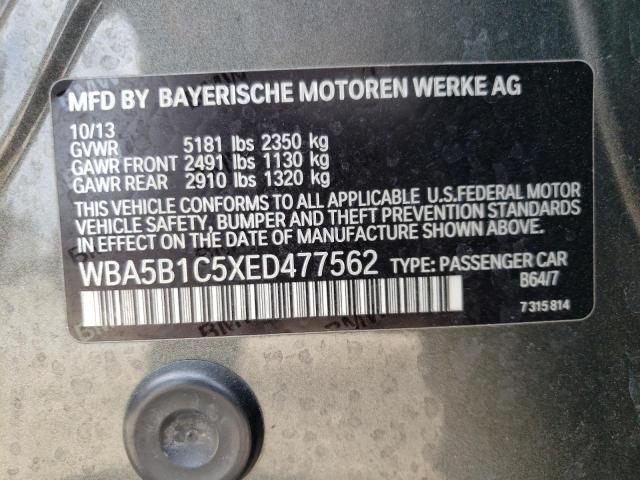 MFD BY BAYERISCHE MOTOREN WERKE AG
10/13
GVWR 5181 lbs 2350 kg
GAWR FRONT 2491 lbs 1130 kg
GAWR REAR 2910 lbs 1320 kg
THIS VEHICLE CONFORMS TO ALL APPLICABLE U.S.FEDERAL MOTOR
VEHICLE SAFETY, BUMPER AND THEFT PREVENTION STANDARDS
IN EFFECT ON THE DATE OF MANUFACTURE SHOWN ABOVE.
WBA5B1C5XED477562 TYPE: PASSENGER CAR
B64/7
7 315 814